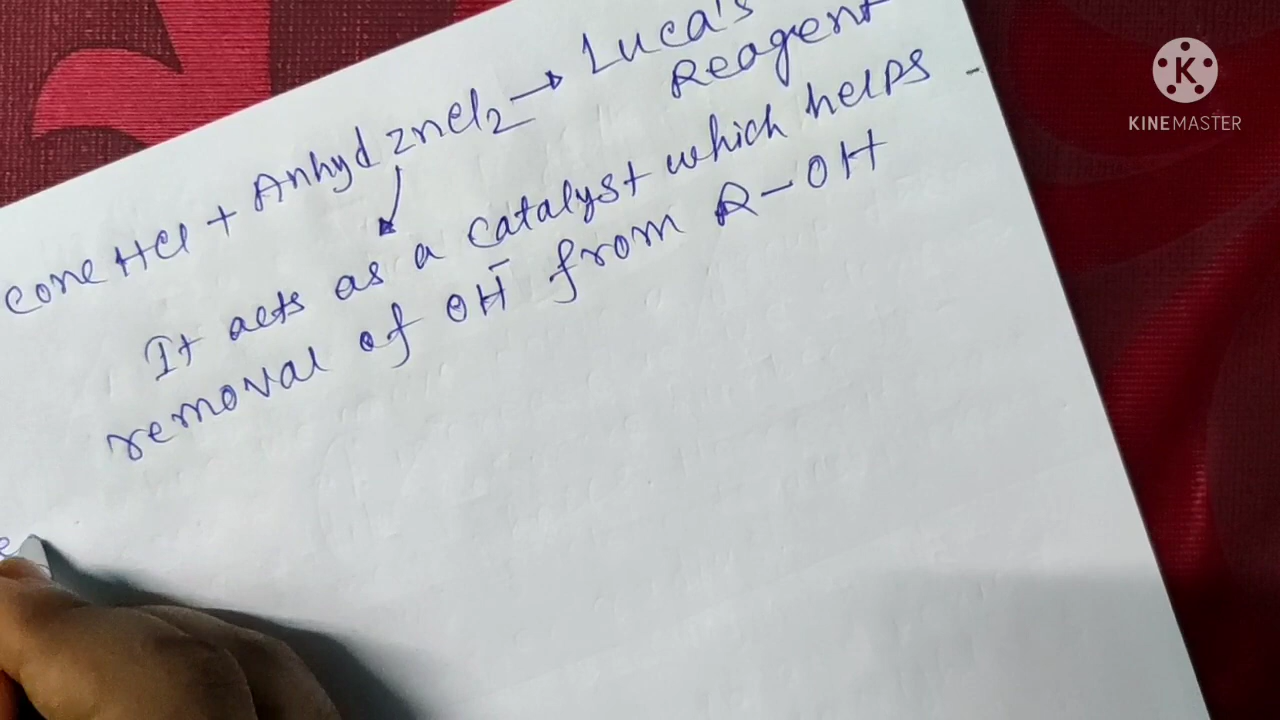 conc HCl + Anhyd ZnCl2 → Luca's
Reagent
It acts as a catalyst which helps -
removal of OH¯ from R-OH
K
KINEMASTER